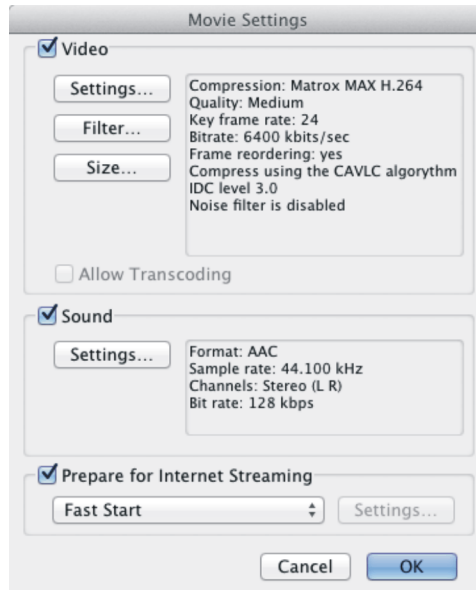 Movie Settings
Video
Settings...
Filter...
Size...
Compression: Matrox MAX H.264
Quality: Medium
Key frame rate: 24
Bitrate: 6400 kbits/sec
Frame reordering: yes
Compress using the CAVLC algorythm
IDC level 3.0
Noise filter is disabled
Allow Transcoding
Sound
Settings...
Format: AAC
Sample rate: 44.100 kHz
Channels: Stereo (L R)
Bit rate: 128 kbps
Prepare for Internet Streaming
Fast Start
Settings...
Cancel
OK